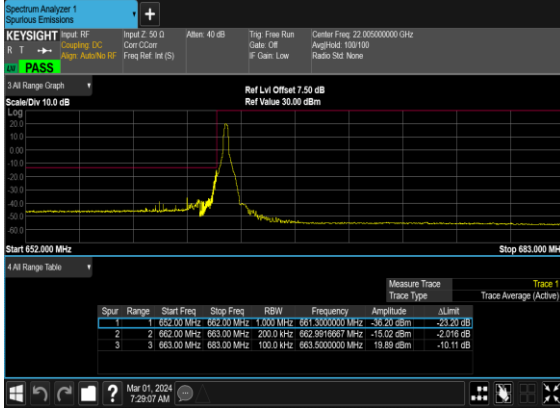 Spectrum Analyzer 1
Spurious Emissions
+
KEYSIGHT Input: RF Input Z: 50 Ω Atten: 40 dB Trig: Free Run Center Freq: 22.005000000 GHz
R T Coupling: DC Corr CCorr Gate: Off Avg|Hold: 100/100
Align: Auto/No RF Freq Ref: Int (S) IF Gain: Low Radio Std: None
PASS
3 All Range Graph
Ref Lvl Offset 7.50 dB
Scale/Div 10.0 dB Ref Value 30.00 dBm
Log
20.0
10.0
0.00
-10.0
-20.0
-30.0
-40.0
-50.0
-60.0
Start 652.000 MHz Stop 683.000 MH
4 All Range Table
Measure Trace Trace 1
Trace Type Trace Average (Active)
Spur Range Start Freq Stop Freq RBW Frequency Amplitude ΔLimit
1 1 652.00 MHz 662.00 MHz 1.000 MHz 661.3000000 MHz -36.20 dBm -23.20 dB
2 2 662.00 MHz 663.00 MHz 200.0 kHz 662.9916667 MHz -15.02 dBm -2.016 dB
3 3 663.00 MHz 683.00 MHz 100.0 kHz 663.5000000 MHz 19.89 dBm -10.11 dB
? Mar 01, 2024
7:29:07 AM